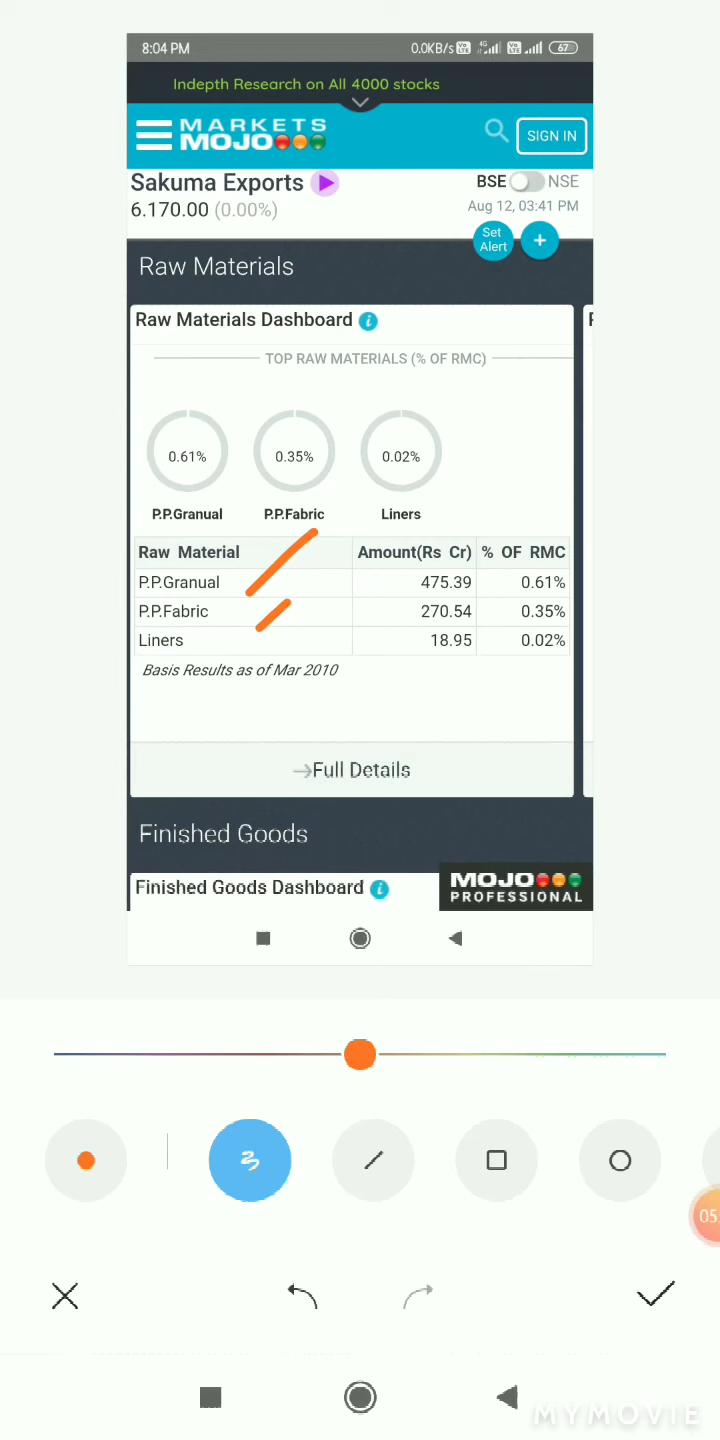 8:04 PM 0.0KB/s 4G 67
Indepth Research on All 4000 stocks
MARKETS
MOJO
SIGN IN
Sakuma Exports
BSE NSE
6.170.00 (0.00%)
Aug 12, 03:41 PM
Set
Alert
+
Raw Materials
Raw Materials Dashboard i
TOP RAW MATERIALS (% OF RMC)
0.61% 0.35% 0.02%
P.P.Granual P.P.Fabric Liners
Raw Material Amount(Rs Cr) % OF RMC
P.P.Granual 475.39 0.61%
P.P.Fabric 270.54 0.35%
Liners 18.95 0.02%
Basis Results as of Mar 2010
→Full Details
Finished Goods
Finished Goods Dashboard i
MOJO
PROFESSIONAL
05
MYMOVIE